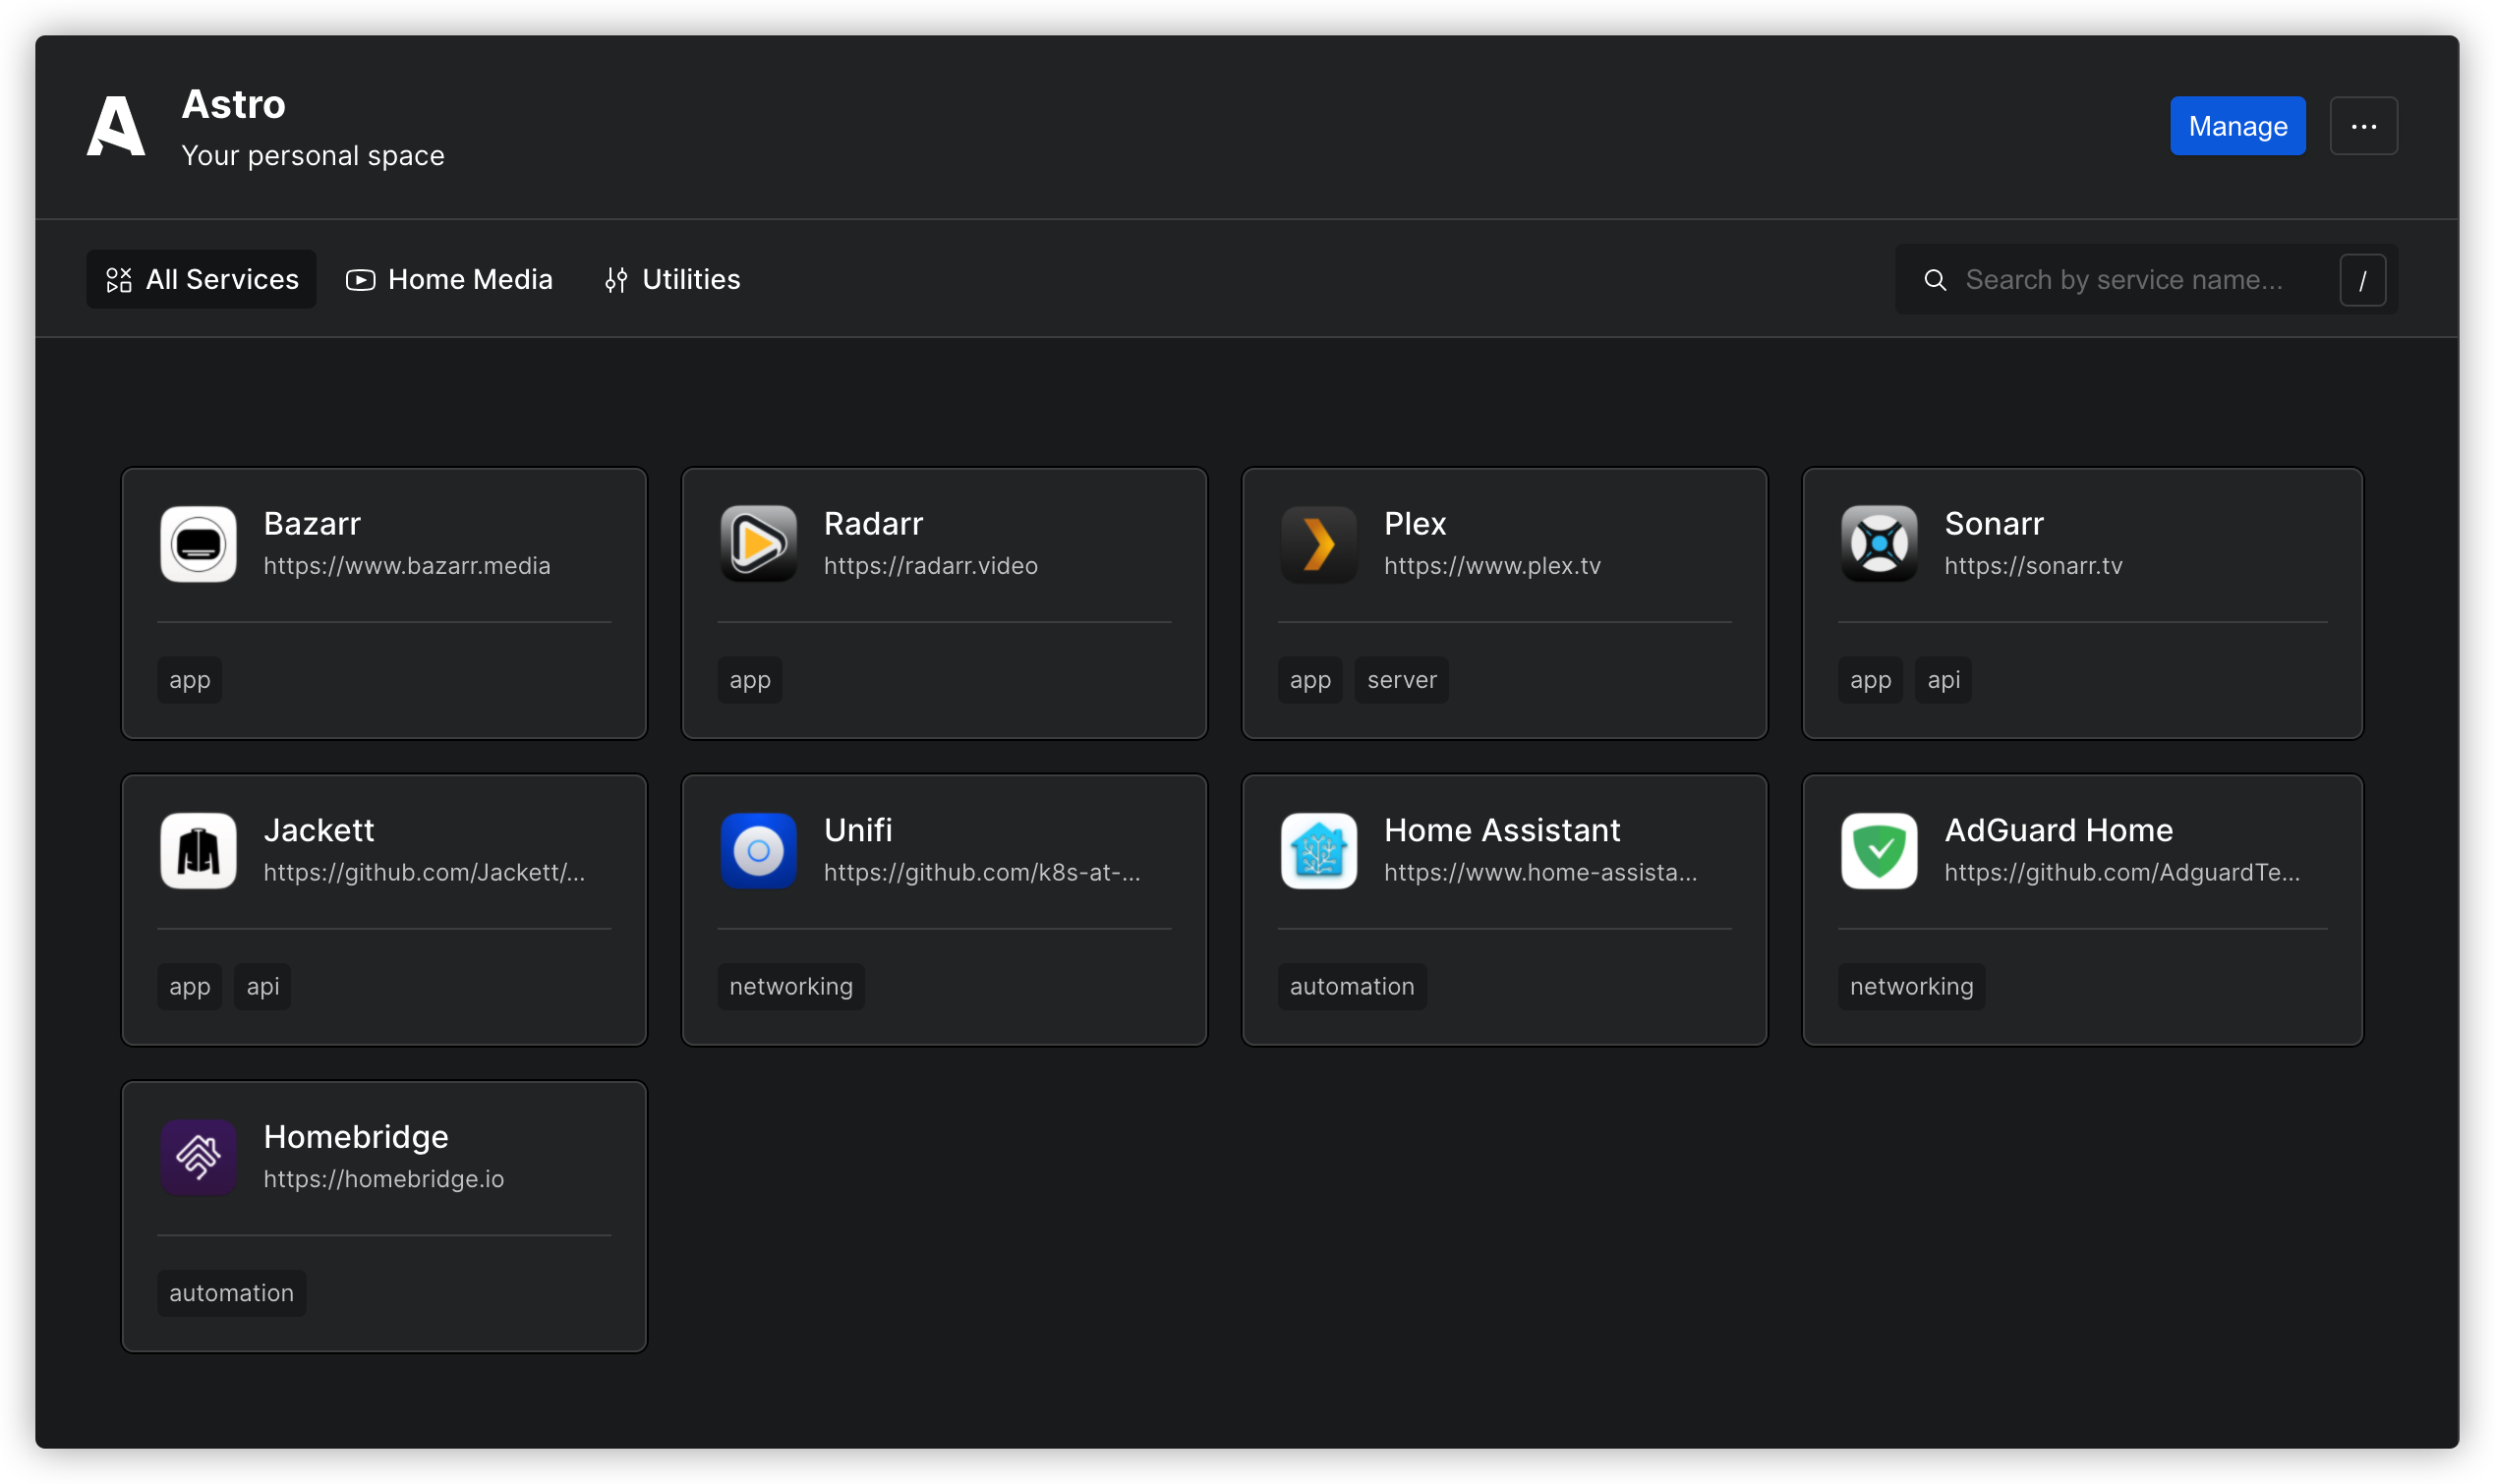 Astro
Your personal space
Manage
...
All Services
Home Media
Utilities
Search by service name...
/
Bazarr
https://www.bazarr.media
app
Radarr
https://radarr.video
app
Plex
https://www.plex.tv
app
server
Sonarr
https://sonarr.tv
app
api
Jackett
https://github.com/Jackett/...
app
api
Unifi
https://github.com/k8s-at-...
networking
Home Assistant
https://www.home-assista...
automation
AdGuard Home
https://github.com/AdguardTe...
networking
Homebridge
https://homebridge.io
automation